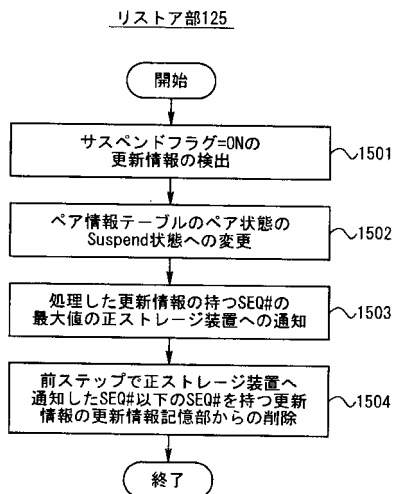 リストア部125
開始
サスペンドフラグ=ONの
更新情報の検出
1501
ペア情報テーブルのペア状態の
Suspend状態への変更
1502
処理した更新情報の持つSEQ#の
最大値の正ストレージ装置への通知
1503
前ステップで正ストレージ装置へ
通知したSEQ#以下のSEQ#を持つ更新
情報の更新情報記憶部からの削除
1504
終了